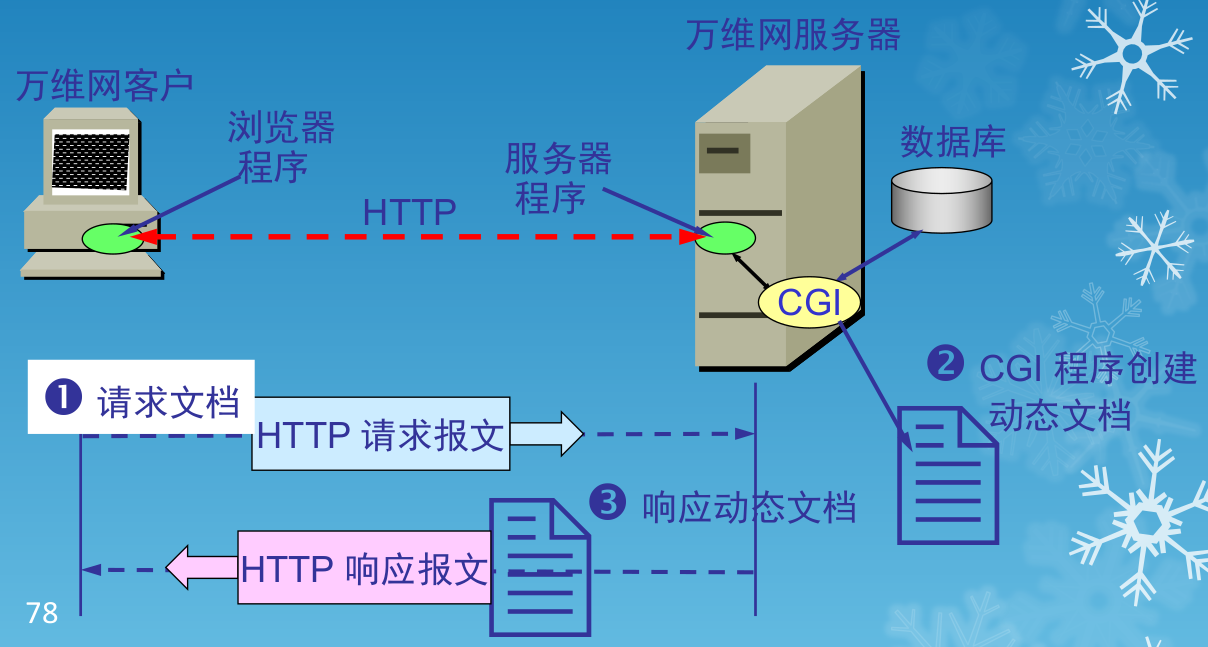 万维网服务器
万维网客户
浏览器
程序
服务器
程序
数据库
HTTP
CGI
❶ 请求文档
❷ CGI 程序创建
动态文档
HTTP 请求报文
❸ 响应动态文档
HTTP 响应报文
78